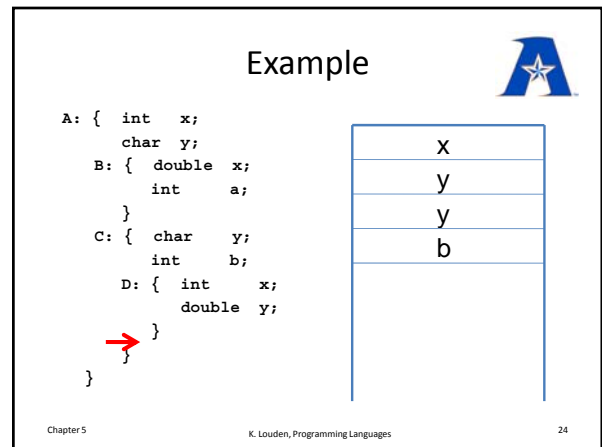 Example
A: { int x;
char y;
B: { double x;
int a;
}
C: { char y;
int b;
D: { int x;
double y;
}
}
}
x
y
y
b
Chapter 5
K. Louden, Programming Languages
24